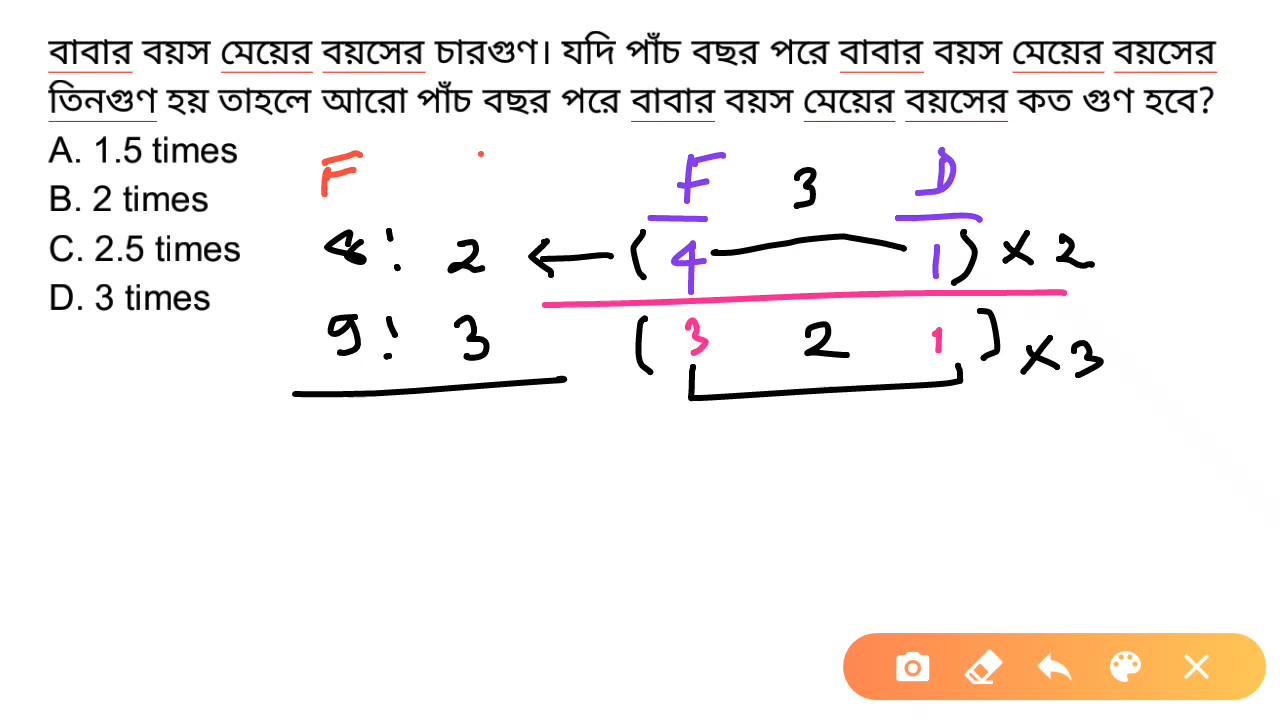 বাবার বয়স মেয়ের বয়সের চারগুণ। যদি পাঁচ বছর পরে বাবার বয়স মেয়ের বয়সের
তিনগুণ হয় তাহলে আরো পাঁচ বছর পরে বাবার বয়স মেয়ের বয়সের কত গুণ হবে?
A. 1.5 times
B. 2 times
C. 2.5 times
D. 3 times
F F 3 D
8 : 2 ← ( 4 1 ) × 2
9 : 3 ( 3 2 1 ) × 3